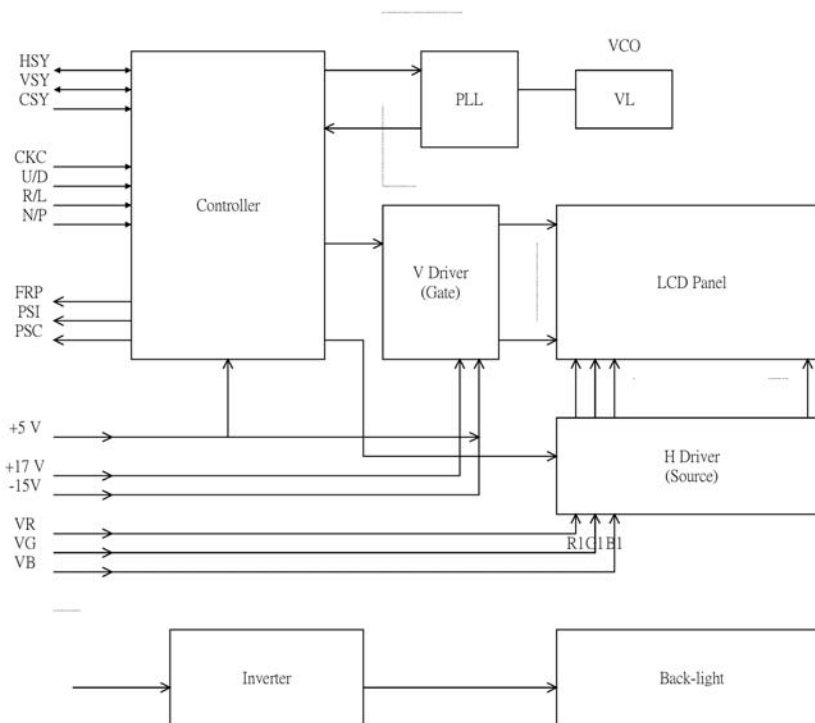 VCO
HSY
VSY
CSY
PLL
VL
CKC
U/D
R/L
N/P
Controller
V Driver
(Gate)
LCD Panel
FRP
PSI
PSC
+5 V
+17 V
-15V
H Driver
(Source)
VR
VG
VB
R1G1B1
Inverter
Back-light